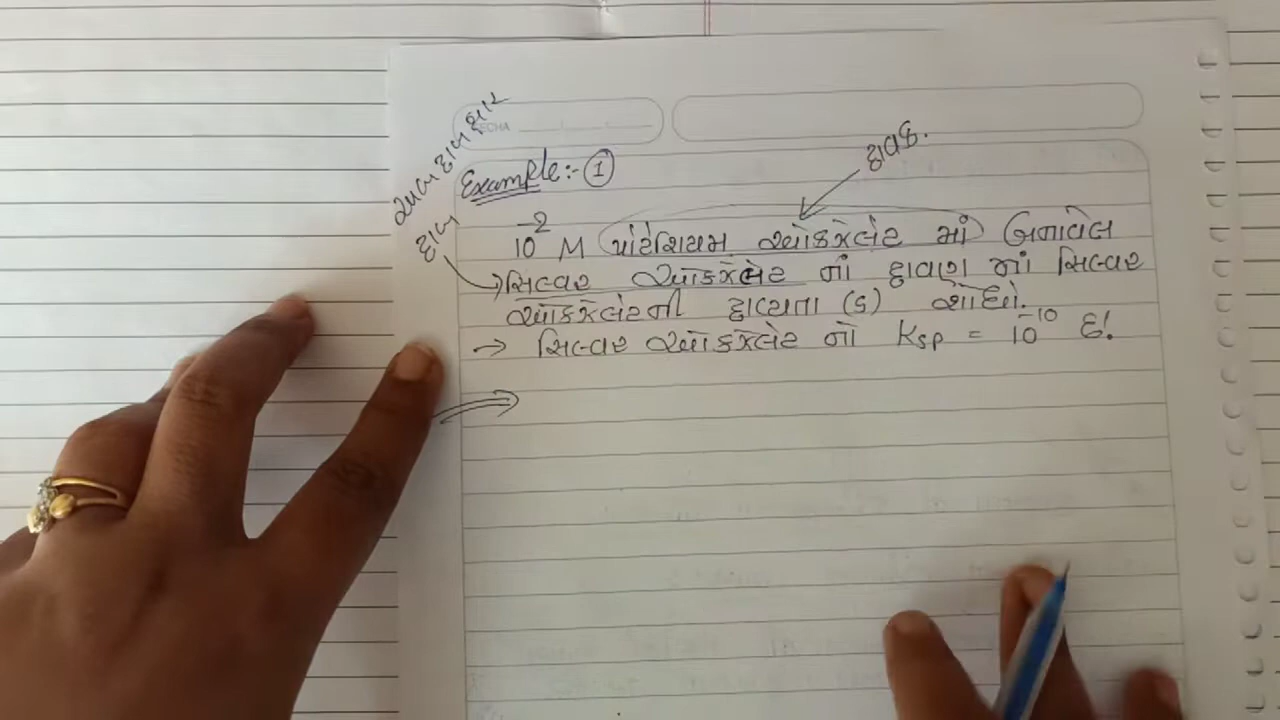 Example:- 1
દ્રાવક.
દ્રાવ્ય
10⁻² M (પોટેશિયમ ઓક્ઝેલેટ માં) બનાવેલ
સિલ્વર ઓક્ઝેલેટ નાં દ્રાવણ માં સિલ્વર
ઓક્ઝેલેટની દ્રાવ્યતા (S) શોધો.
→ સિલ્વર ઓક્ઝેલેટ નો Ksp = 10⁻¹⁰ છે!